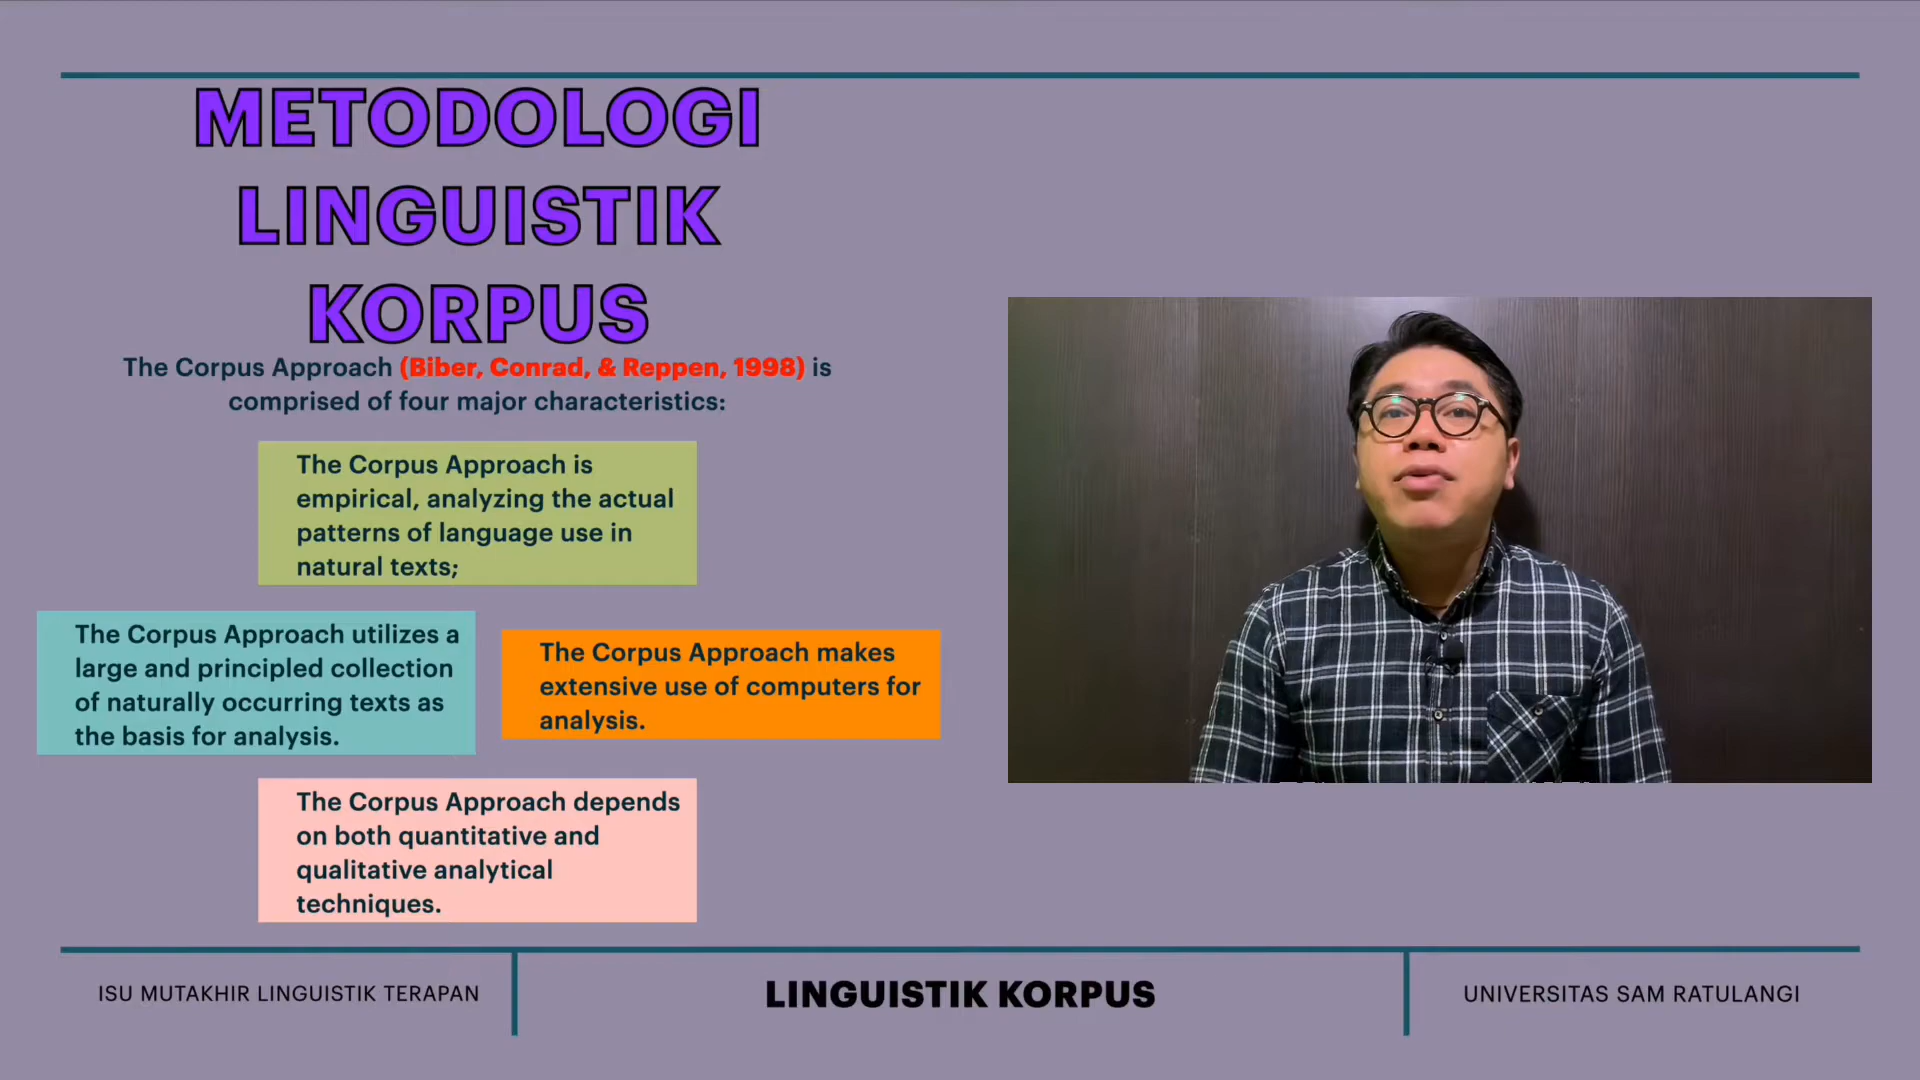 METODOLOGI
LINGUISTIK
KORPUS
The Corpus Approach (Biber, Conrad, & Reppen, 1998) is
comprised of four major characteristics:
The Corpus Approach is
empirical, analyzing the actual
patterns of language use in
natural texts;
The Corpus Approach utilizes a
large and principled collection
of naturally occurring texts as
the basis for analysis.
The Corpus Approach makes
extensive use of computers for
analysis.
The Corpus Approach depends
on both quantitative and
qualitative analytical
techniques.
ISU MUTAKHIR LINGUISTIK TERAPAN
LINGUISTIK KORPUS
UNIVERSITAS SAM RATULANGI